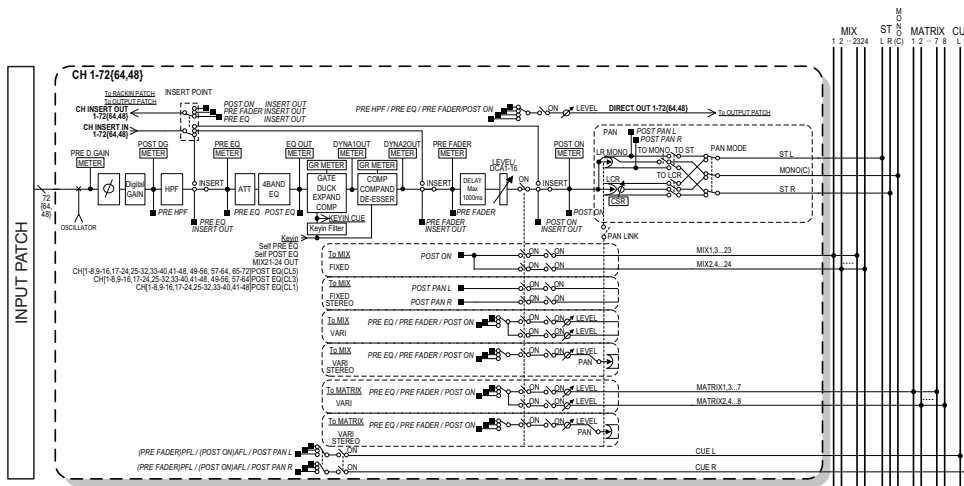 MIX
1 2 ·· 2324
ST
L R
MONO
(C)
MATRIX
1 2 ·· 7 8
CU
L
INPUT PATCH
CH 1-72{64,48}
To RACKIN PATCH
To OUTPUT PATCH
CH INSERT OUT
1-72{64,48}
CH INSERT IN
1-72{64,48}
INSERT POINT
POST ON INSERT OUT
PRE FADER INSERT OUT
PRE EQ INSERT OUT
PRE HPF / PRE EQ / PRE FADER/POST ON
ON
LEVEL
DIRECT OUT 1-72{64,48}
To OUTPUT PATCH
PRE D.GAIN
METER
POST DG
METER
PRE EQ
METER
EQ OUT
METER
DYNA1OUT
METER
DYNA2OUT
METER
PRE FADER
METER
POST ON
METER
GR METER
GR METER
72
{64,
48}
OSCILLATOR
Ø
Digital
GAIN
HPF
INSERT
ATT
4BAND
EQ
GATE
DUCK
EXPAND
COMP
COMP
COMPAND
DE-ESSER
INSERT
DELAY
Max
1000ms
LEVEL/
DCA1-16
ON
INSERT
PRE HPF
PRE EQ
INSERT OUT
PRE EQ
POST EQ
KEYIN CUE
Keyin Filter
PRE FADER
INSERT OUT
PRE FADER
POST ON
INSERT OUT
POST ON
PAN
POST PAN L
POST PAN R
LR MONO
TO MONO
TO ST
PAN MODE
LCR
TO LCR
CSR
PAN LINK
ST L
MONO(C)
ST R
Keyin
Self PRE EQ
Self POST EQ
MIX21-24 OUT
CH[1-8,9-16,17-24,25-32,33-40,41-48, 49-56, 57-64, 65-72]POST EQ(CL5)
CH[1-8,9-16,17-24,25-32,33-40,41-48, 49-56, 57-64]POST EQ(CL3)
CH[1-8,9-16,17-24,25-32,33-40,41-48]POST EQ(CL1)
To MIX
FIXED
POST ON
ON ON
ON ON
MIX1,3...23
MIX2,4...24
To MIX
FIXED
STEREO
POST PAN L
POST PAN R
ON ON
ON ON
To MIX
VARI
PRE EQ / PRE FADER / POST ON
ON ON LEVEL
ON ON LEVEL
To MIX
VARI
STEREO
PRE EQ / PRE FADER / POST ON
ON ON LEVEL
PAN
To MATRIX
VARI
PRE EQ / PRE FADER / POST ON
ON ON LEVEL
ON ON LEVEL
MATRIX1,3...7
MATRIX2,4...8
To MATRIX
VARI
STEREO
PRE EQ / PRE FADER / POST ON
ON ON LEVEL
PAN
(PRE FADER)PFL / (POST ON)AFL / POST PAN L
ON
CUE L
(PRE FADER)PFL / (POST ON)AFL / POST PAN R
ON
CUE R